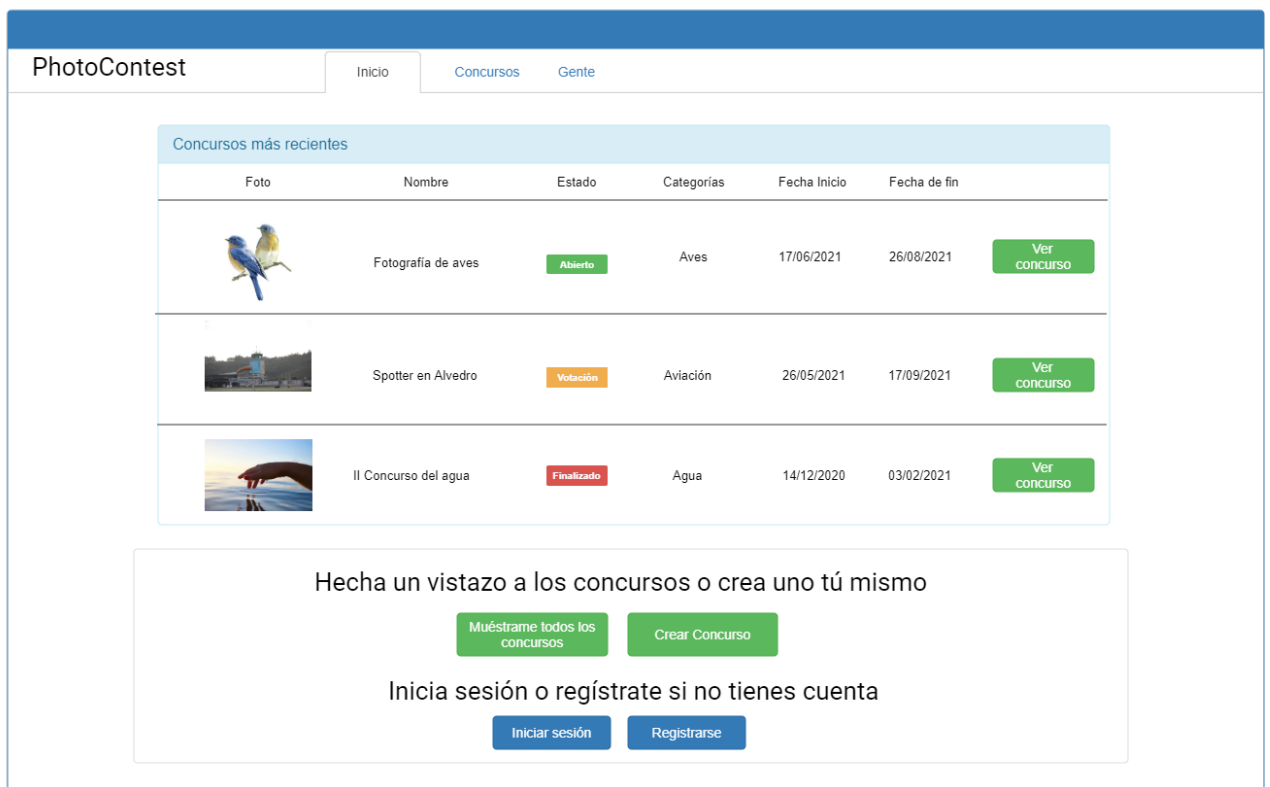 PhotoContest
Inicio Concursos Gente
Concursos más recientes
Foto Nombre Estado Categorías Fecha Inicio Fecha de fin
Fotografía de aves Abierto Aves 17/06/2021 26/08/2021 Ver
concurso
Spotter en Alvedro Votación Aviación 26/05/2021 17/09/2021 Ver
concurso
II Concurso del agua Finalizado Agua 14/12/2020 03/02/2021 Ver
concurso
Hecha un vistazo a los concursos o crea uno tú mismo
Muéstrame todos los
concursos
Crear Concurso
Inicia sesión o regístrate si no tienes cuenta
Iniciar sesión Registrarse